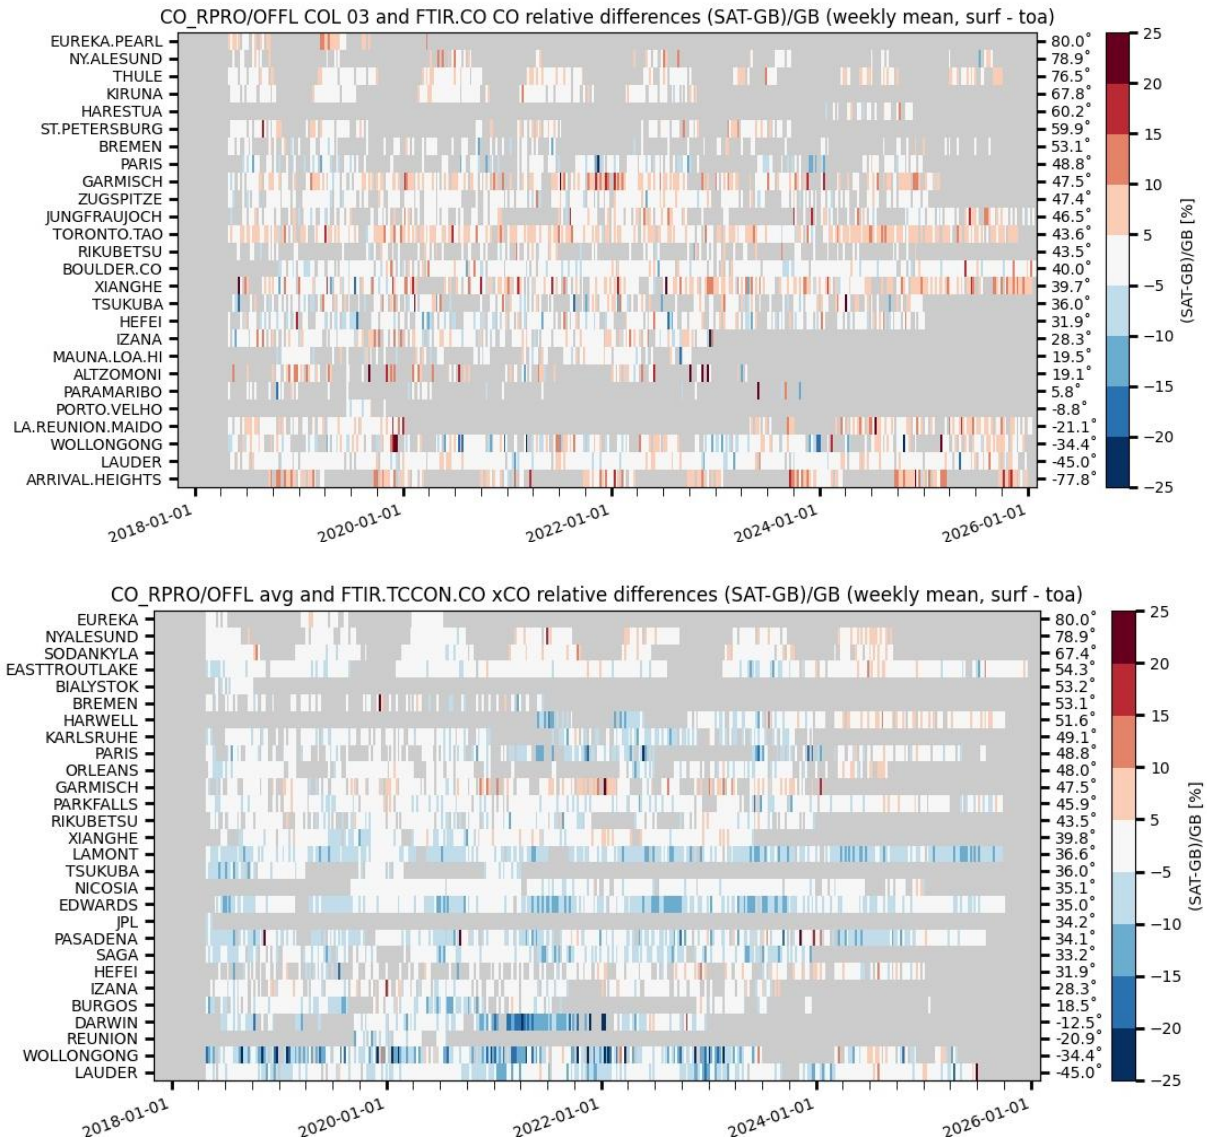 CO_RPRO/OFFL COL 03 and FTIR.CO CO relative differences (SAT-GB)/GB (weekly mean, surf - toa)
EUREKA.PEARL 80.0°
NY.ALESUND 78.9°
THULE 76.5°
KIRUNA 67.8°
HARESTUA 60.2°
ST.PETERSBURG 59.9°
BREMEN 53.1°
PARIS 48.8°
GARMISCH 47.5°
ZUGSPITZE 47.4°
JUNGFRAUJOCH 46.5°
TORONTO.TAO 43.6°
RIKUBETSU 43.5°
BOULDER.CO 40.0°
XIANGHE 39.7°
TSUKUBA 36.0°
HEFEI 31.9°
IZANA 28.3°
MAUNA.LOA.HI 19.5°
ALTZOMONI 19.1°
PARAMARIBO 5.8°
PORTO.VELHO -8.8°
LA.REUNION.MAIDO -21.1°
WOLLONGONG -34.4°
LAUDER -45.0°
ARRIVAL.HEIGHTS -77.8°
2018-01-01 2020-01-01 2022-01-01 2024-01-01 2026-01-01
25
20
15
10
5
−5
−10
−15
−20
−25
(SAT-GB)/GB [%]
CO_RPRO/OFFL avg and FTIR.TCCON.CO xCO relative differences (SAT-GB)/GB (weekly mean, surf - toa)
EUREKA 80.0°
NYALESUND 78.9°
SODANKYLA 67.4°
EASTTROUTLAKE 54.3°
BIALYSTOK 53.2°
BREMEN 53.1°
HARWELL 51.6°
KARLSRUHE 49.1°
PARIS 48.8°
ORLEANS 48.0°
GARMISCH 47.5°
PARKFALLS 45.9°
RIKUBETSU 43.5°
XIANGHE 39.8°
LAMONT 36.6°
TSUKUBA 36.0°
NICOSIA 35.1°
EDWARDS 35.0°
JPL 34.2°
PASADENA 34.1°
SAGA 33.2°
HEFEI 31.9°
IZANA 28.3°
BURGOS 18.5°
DARWIN -12.5°
REUNION -20.9°
WOLLONGONG -34.4°
LAUDER -45.0°
2018-01-01 2020-01-01 2022-01-01 2024-01-01 2026-01-01
25
20
15
10
5
−5
−10
−15
−20
−25
(SAT-GB)/GB [%]